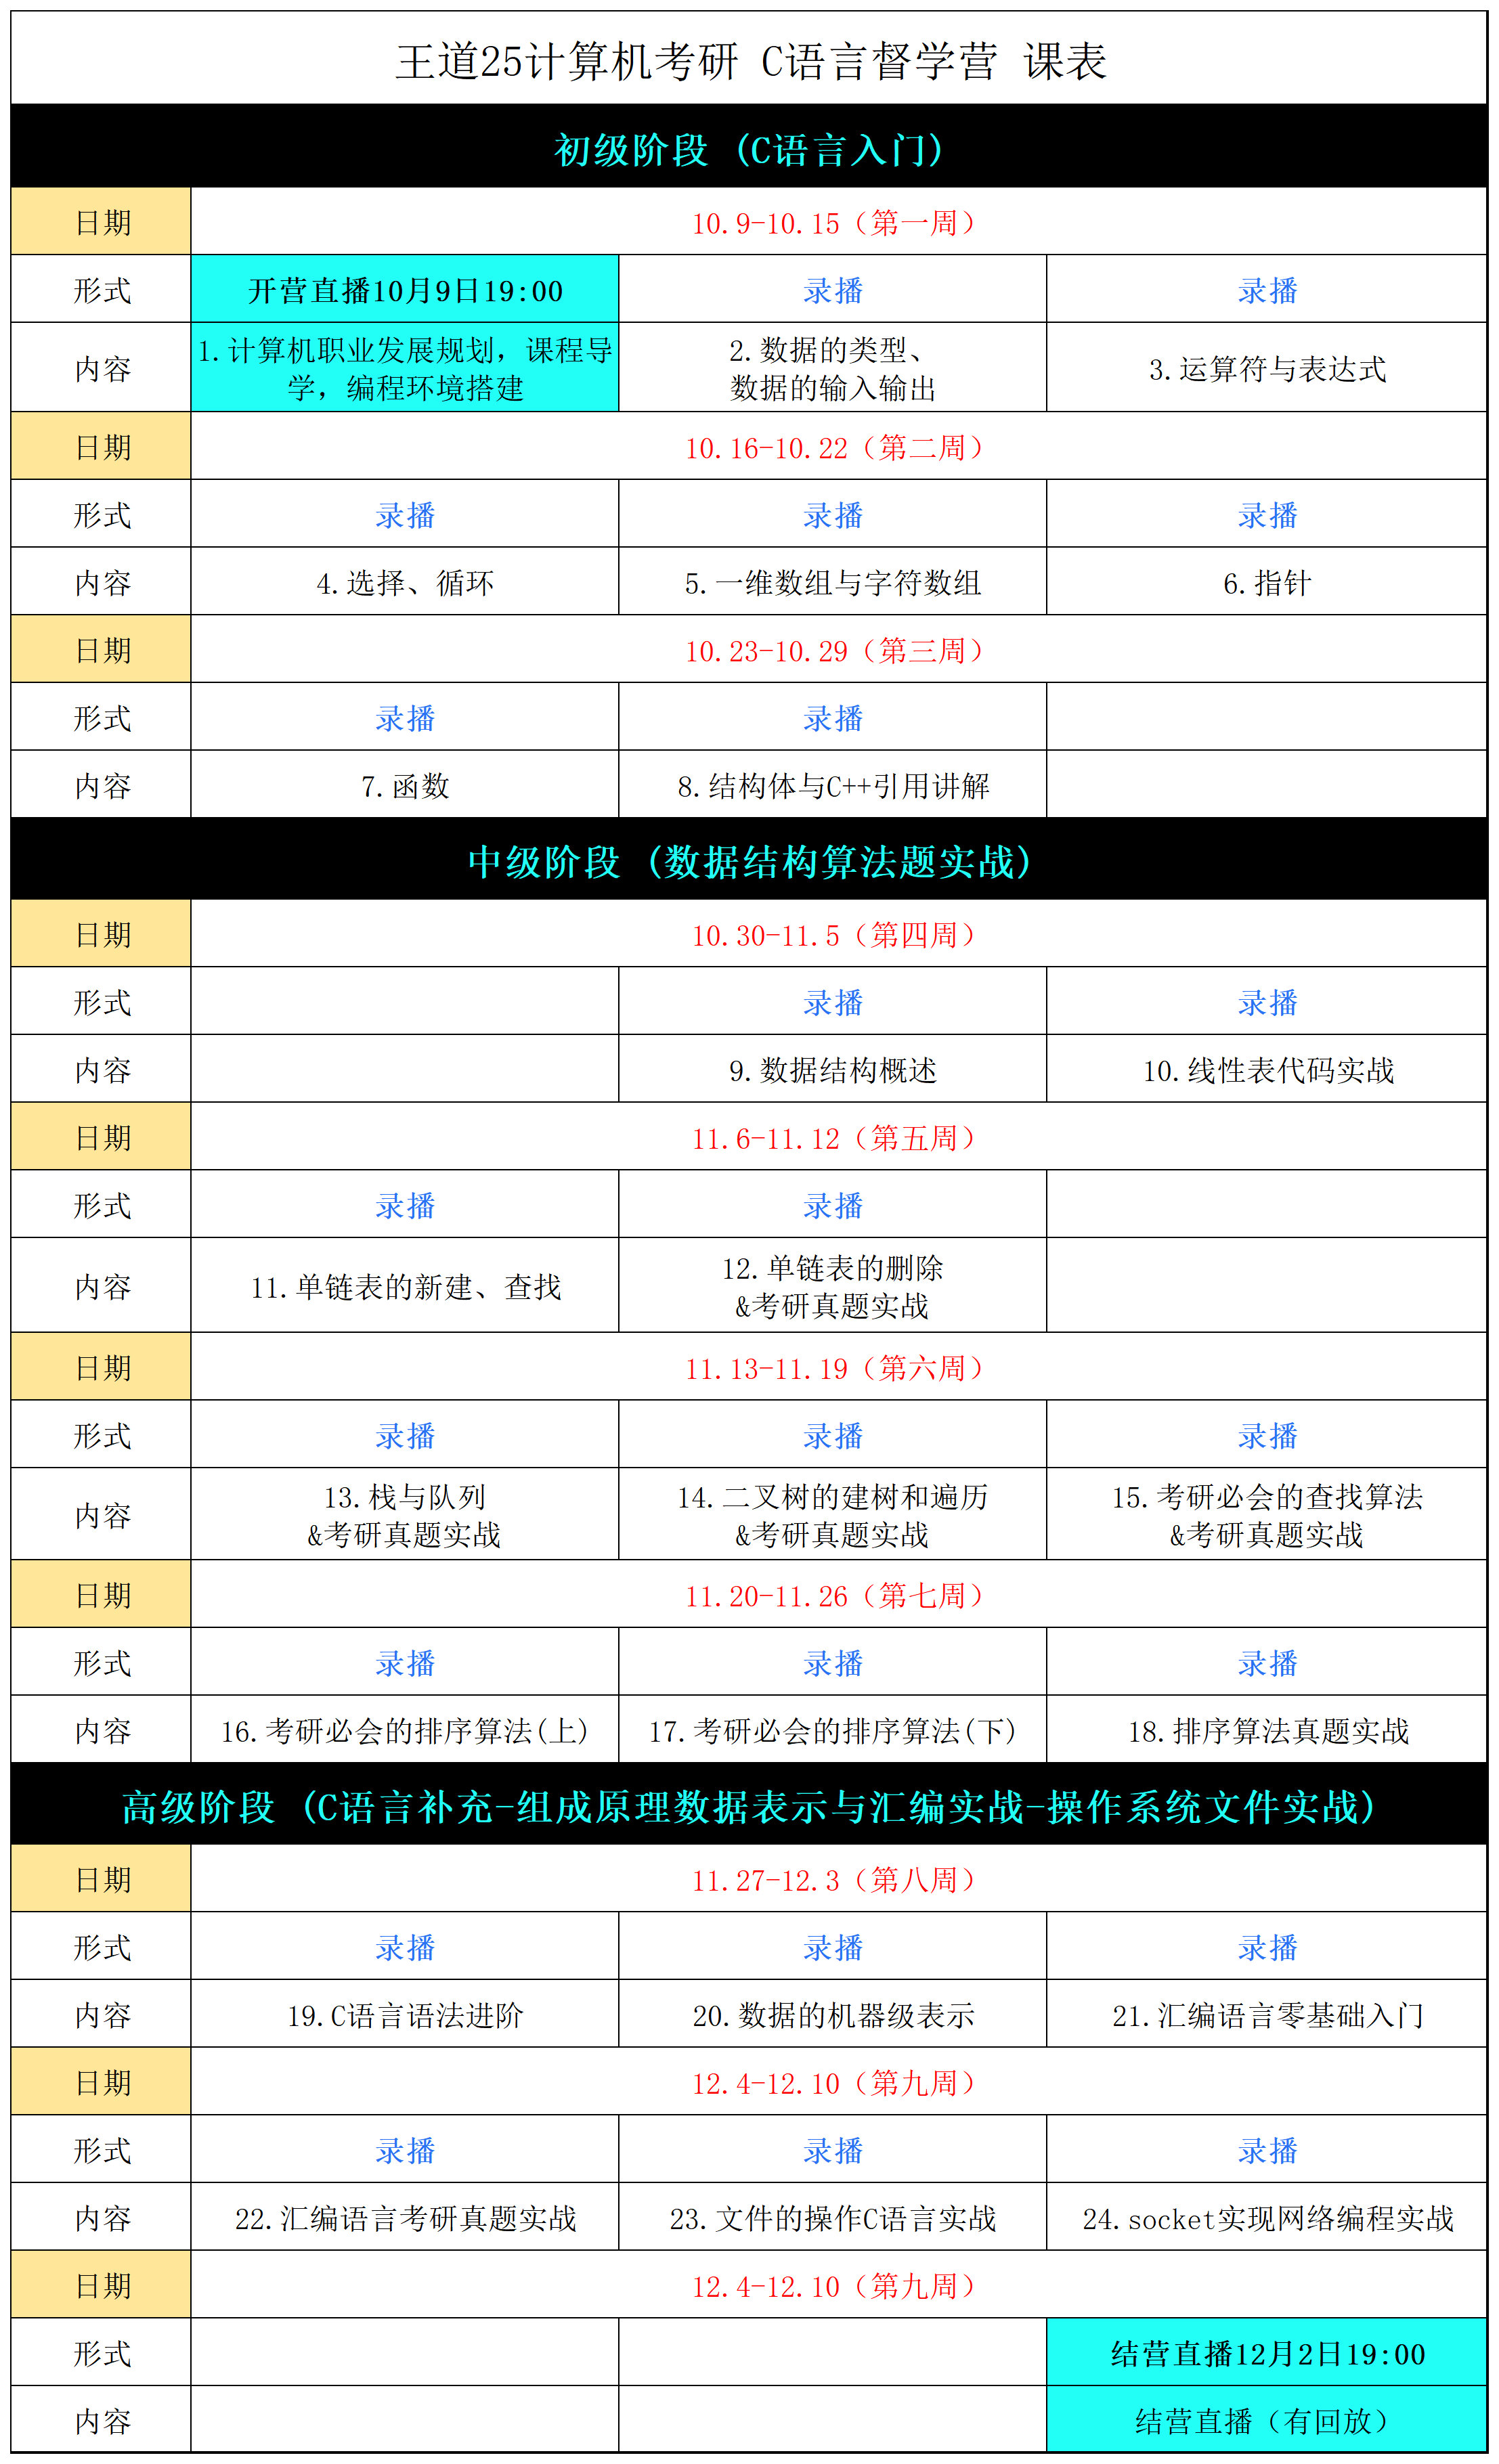 王道25计算机考研 C语言督学营 课表
初级阶段 (C语言入门)
日期
10.9-10.15（第一周）
形式
开营直播10月9日19:00
录播
录播
内容
1.计算机职业发展规划，课程导
学，编程环境搭建
2.数据的类型、
数据的输入输出
3.运算符与表达式
日期
10.16-10.22（第二周）
形式
录播
录播
录播
内容
4.选择、循环
5.一维数组与字符数组
6.指针
日期
10.23-10.29（第三周）
形式
录播
录播
内容
7.函数
8.结构体与C++引用讲解
中级阶段 (数据结构算法题实战)
日期
10.30-11.5（第四周）
形式
录播
录播
内容
9.数据结构概述
10.线性表代码实战
日期
11.6-11.12（第五周）
形式
录播
录播
内容
11.单链表的新建、查找
12.单链表的删除
&考研真题实战
日期
11.13-11.19（第六周）
形式
录播
录播
录播
内容
13.栈与队列
&考研真题实战
14.二叉树的建树和遍历
&考研真题实战
15.考研必会的查找算法
&考研真题实战
日期
11.20-11.26（第七周）
形式
录播
录播
录播
内容
16.考研必会的排序算法(上)
17.考研必会的排序算法(下)
18.排序算法真题实战
高级阶段 (C语言补充-组成原理数据表示与汇编实战-操作系统文件实战)
日期
11.27-12.3（第八周）
形式
录播
录播
录播
内容
19.C语言语法进阶
20.数据的机器级表示
21.汇编语言零基础入门
日期
12.4-12.10（第九周）
形式
录播
录播
录播
内容
22.汇编语言考研真题实战
23.文件的操作C语言实战
24.socket实现网络编程实战
日期
12.4-12.10（第九周）
形式
结营直播12月2日19:00
内容
结营直播（有回放）